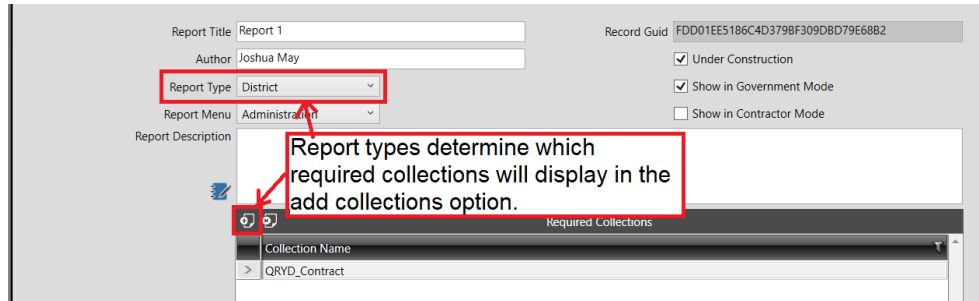 Report Title Report 1 Record Guid FDD01EE5186C4D379BF309DBD79E68B2
Author Joshua May Under Construction
Report Type District Show in Government Mode
Report Menu Administration Show in Contractor Mode
Report Description
Report types determine which
required collections will display in the
add collections option.
Required Collections
Collection Name
QRYD_Contract